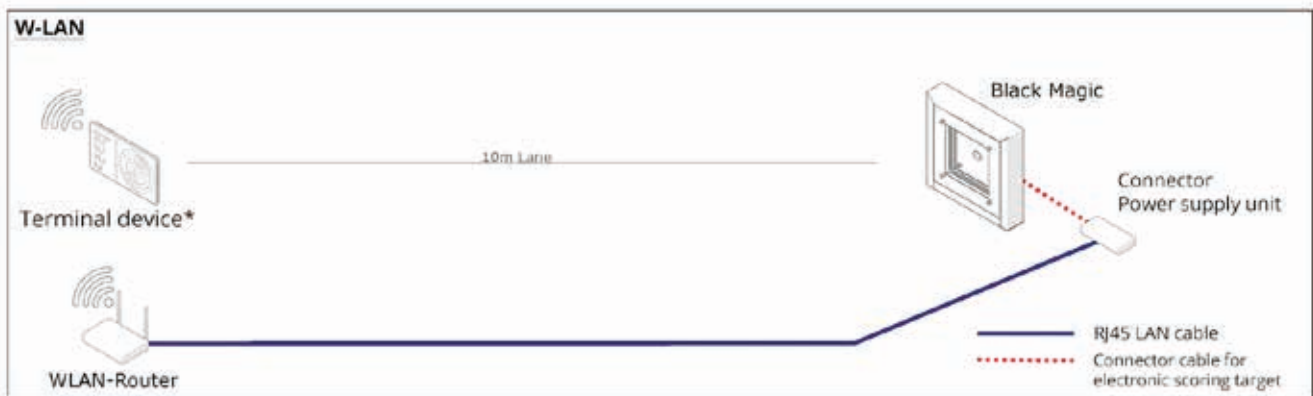 W-LAN
Black Magic
10m Lane
Connector
Power supply unit
Terminal device*
RJ45 LAN cable
Connector cable for
electronic scoring target
WLAN-Router